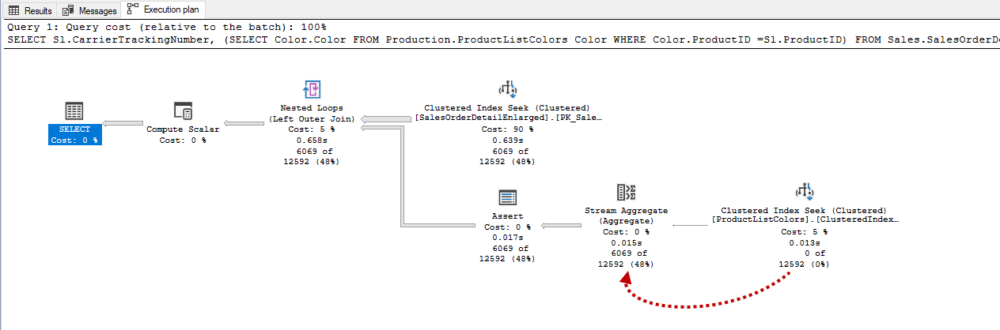 Results Messages Execution plan
Query 1: Query cost (relative to the batch): 100%
SELECT Sl.CarrierTrackingNumber, (SELECT Color.Color FROM Production.ProductListColors Color WHERE Color.ProductID =Sl.ProductID) FROM Sales.SalesOrderDe
SELECT
Cost: 0 %
Compute Scalar
Cost: 0 %
Nested Loops
(Left Outer Join)
Cost: 5 %
0.658s
6069 of
12592 (48%)
Clustered Index Seek (Clustered)
[SalesOrderDetailEnlarged].[PK_Sale…
Cost: 90 %
0.639s
6069 of
12592 (48%)
Assert
Cost: 0 %
0.017s
6069 of
12592 (48%)
Stream Aggregate
(Aggregate)
Cost: 0 %
0.015s
6069 of
12592 (48%)
Clustered Index Seek (Clustered)
[ProductListColors].[ClusteredIndex…
Cost: 5 %
0.013s
0 of
12592 (0%)